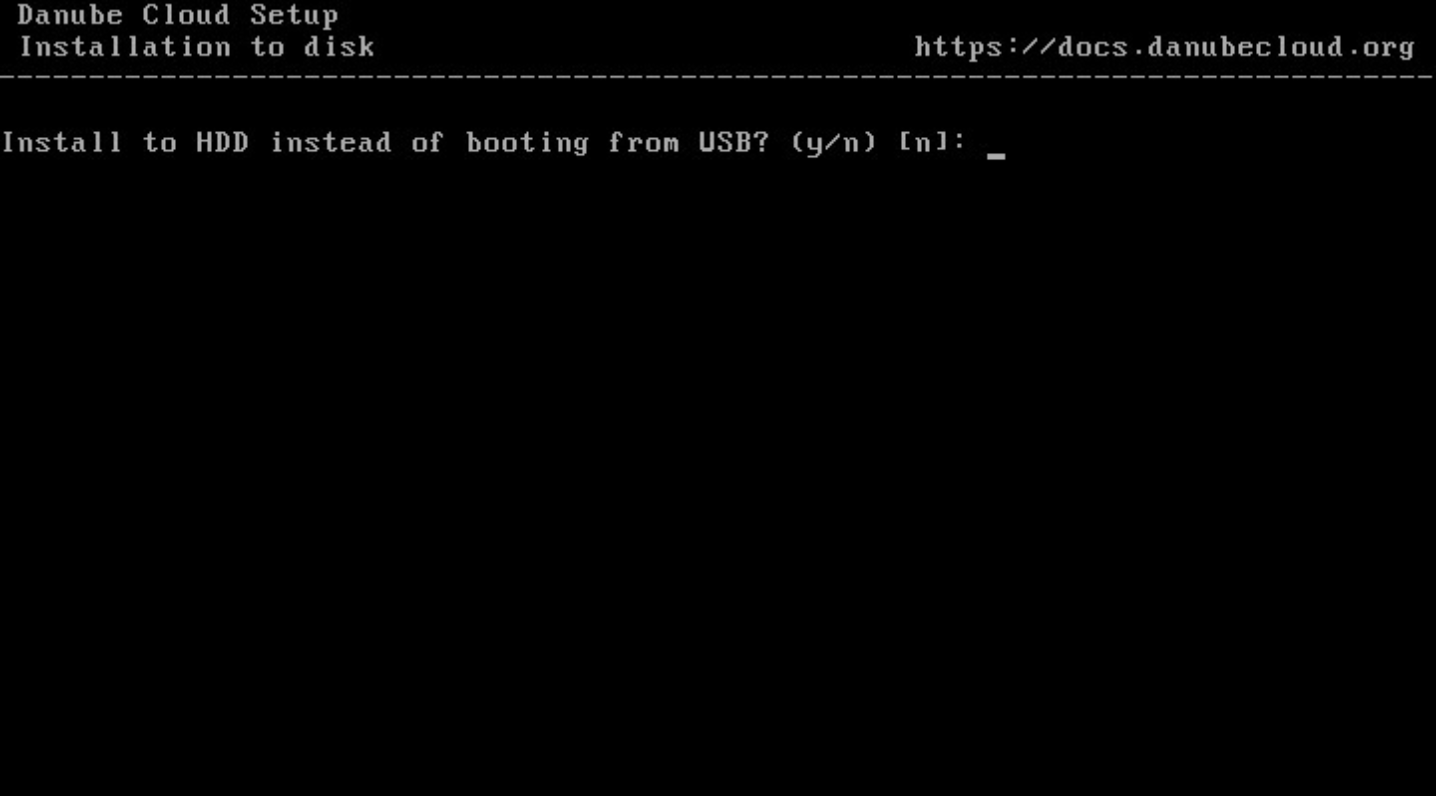 Danube Cloud Setup
Installation to disk https://docs.danubecloud.org
--------------------------------------------------------------------------------
Install to HDD instead of booting from USB? (y/n) [n]: _